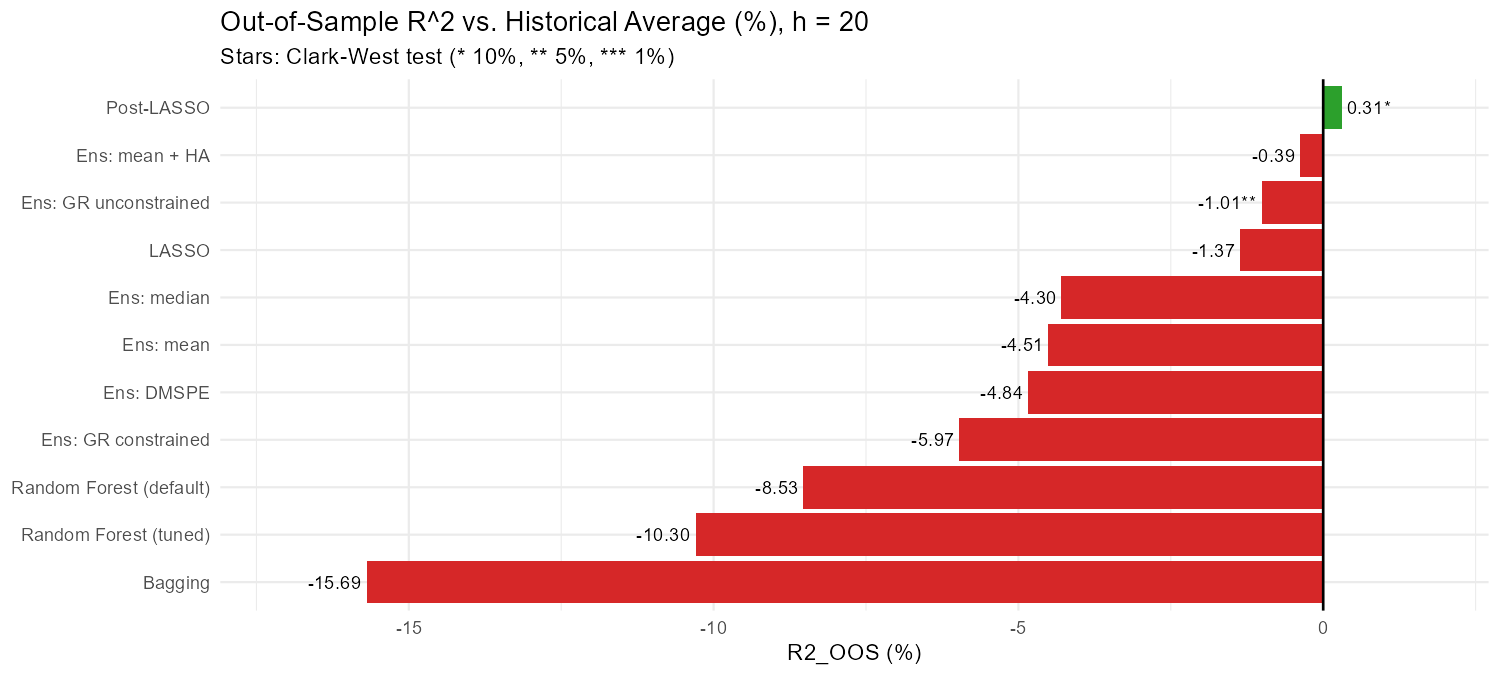 Out-of-Sample R^2 vs. Historical Average (%), h = 20
Stars: Clark-West test (* 10%, ** 5%, *** 1%)
Post-LASSO 0.31*
Ens: mean + HA -0.39
Ens: GR unconstrained -1.01**
LASSO -1.37
Ens: median -4.30
Ens: mean -4.51
Ens: DMSPE -4.84
Ens: GR constrained -5.97
Random Forest (default) -8.53
Random Forest (tuned) -10.30
Bagging -15.69
-15 -10 -5 0
R2_OOS (%)